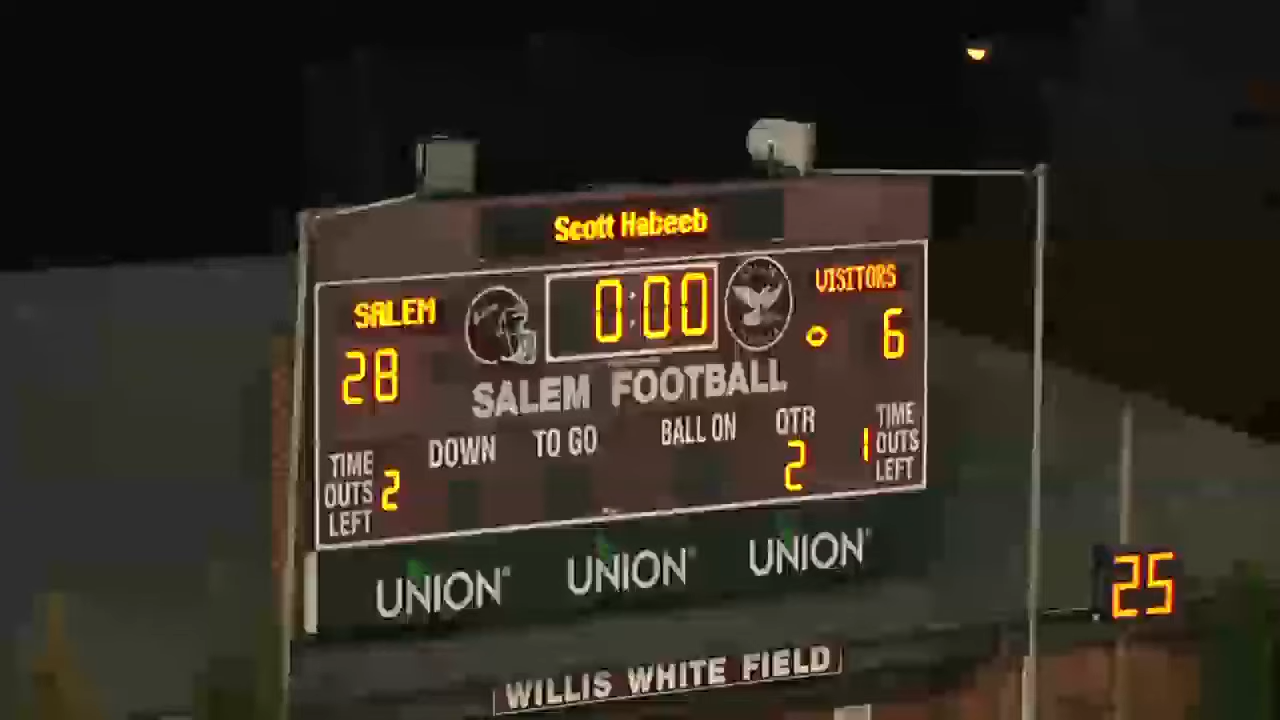 Scott Habeeb
SALEM
0:00
VISITORS
28
6
SALEM FOOTBALL
DOWN
TO GO
BALL ON
QTR
2
TIME
OUTS
LEFT
2
1
TIME
OUTS
LEFT
UNION
UNION
UNION
25
WILLIS WHITE FIELD